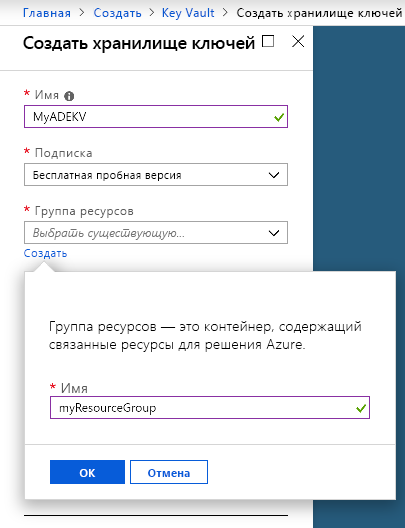 Главная > Создать > Key Vault > Создать хранилище ключей
Создать хранилище ключей
* Имя
MyADEKV
* Подписка
Бесплатная пробная версия
* Группа ресурсов
Выбрать существующую...
Создать
Группа ресурсов — это контейнер, содержащий
связанные ресурсы для решения Azure.
* Имя
myResourceGroup
OK
Отмена